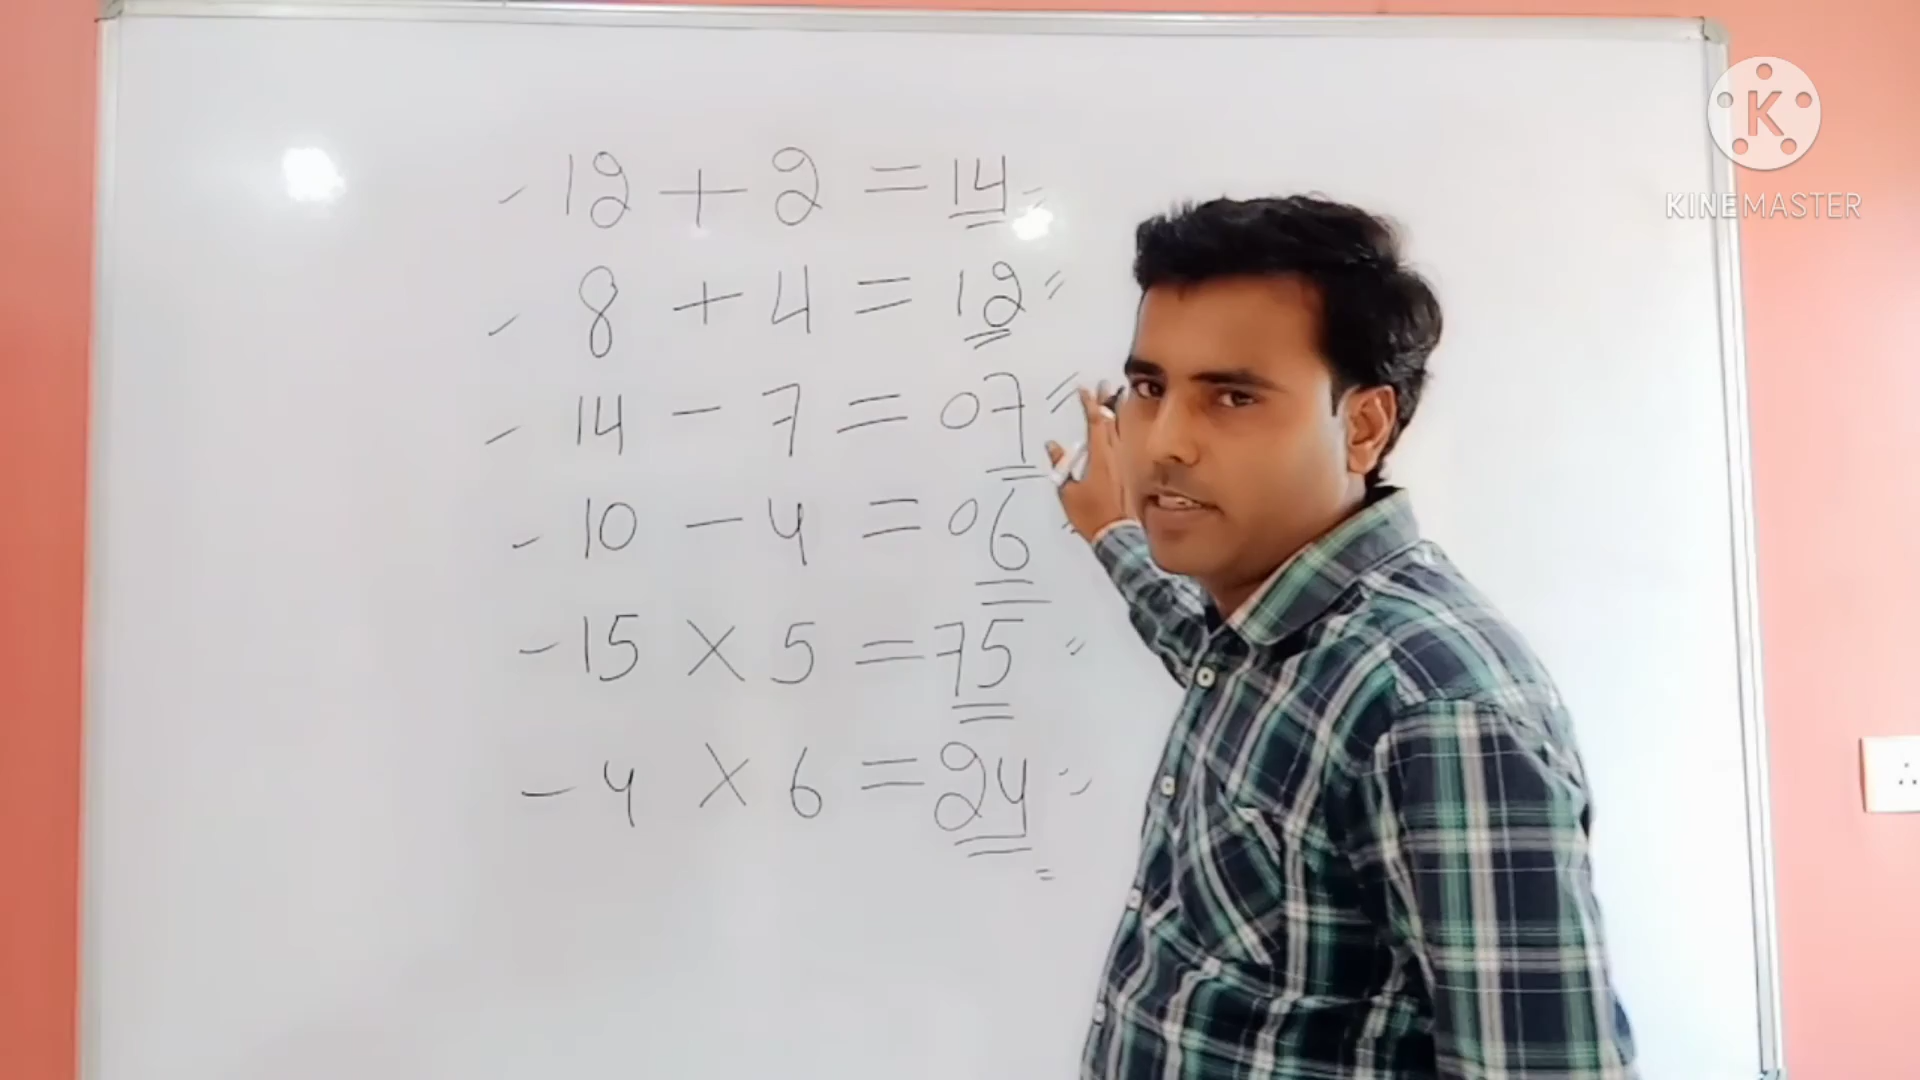 - 12 + 2 = 14
- 8 + 4 = 12
- 14 - 7 = 07
- 10 - 4 = 06
- 15 × 5 = 75
- 4 × 6 = 24
K
KINEMASTER